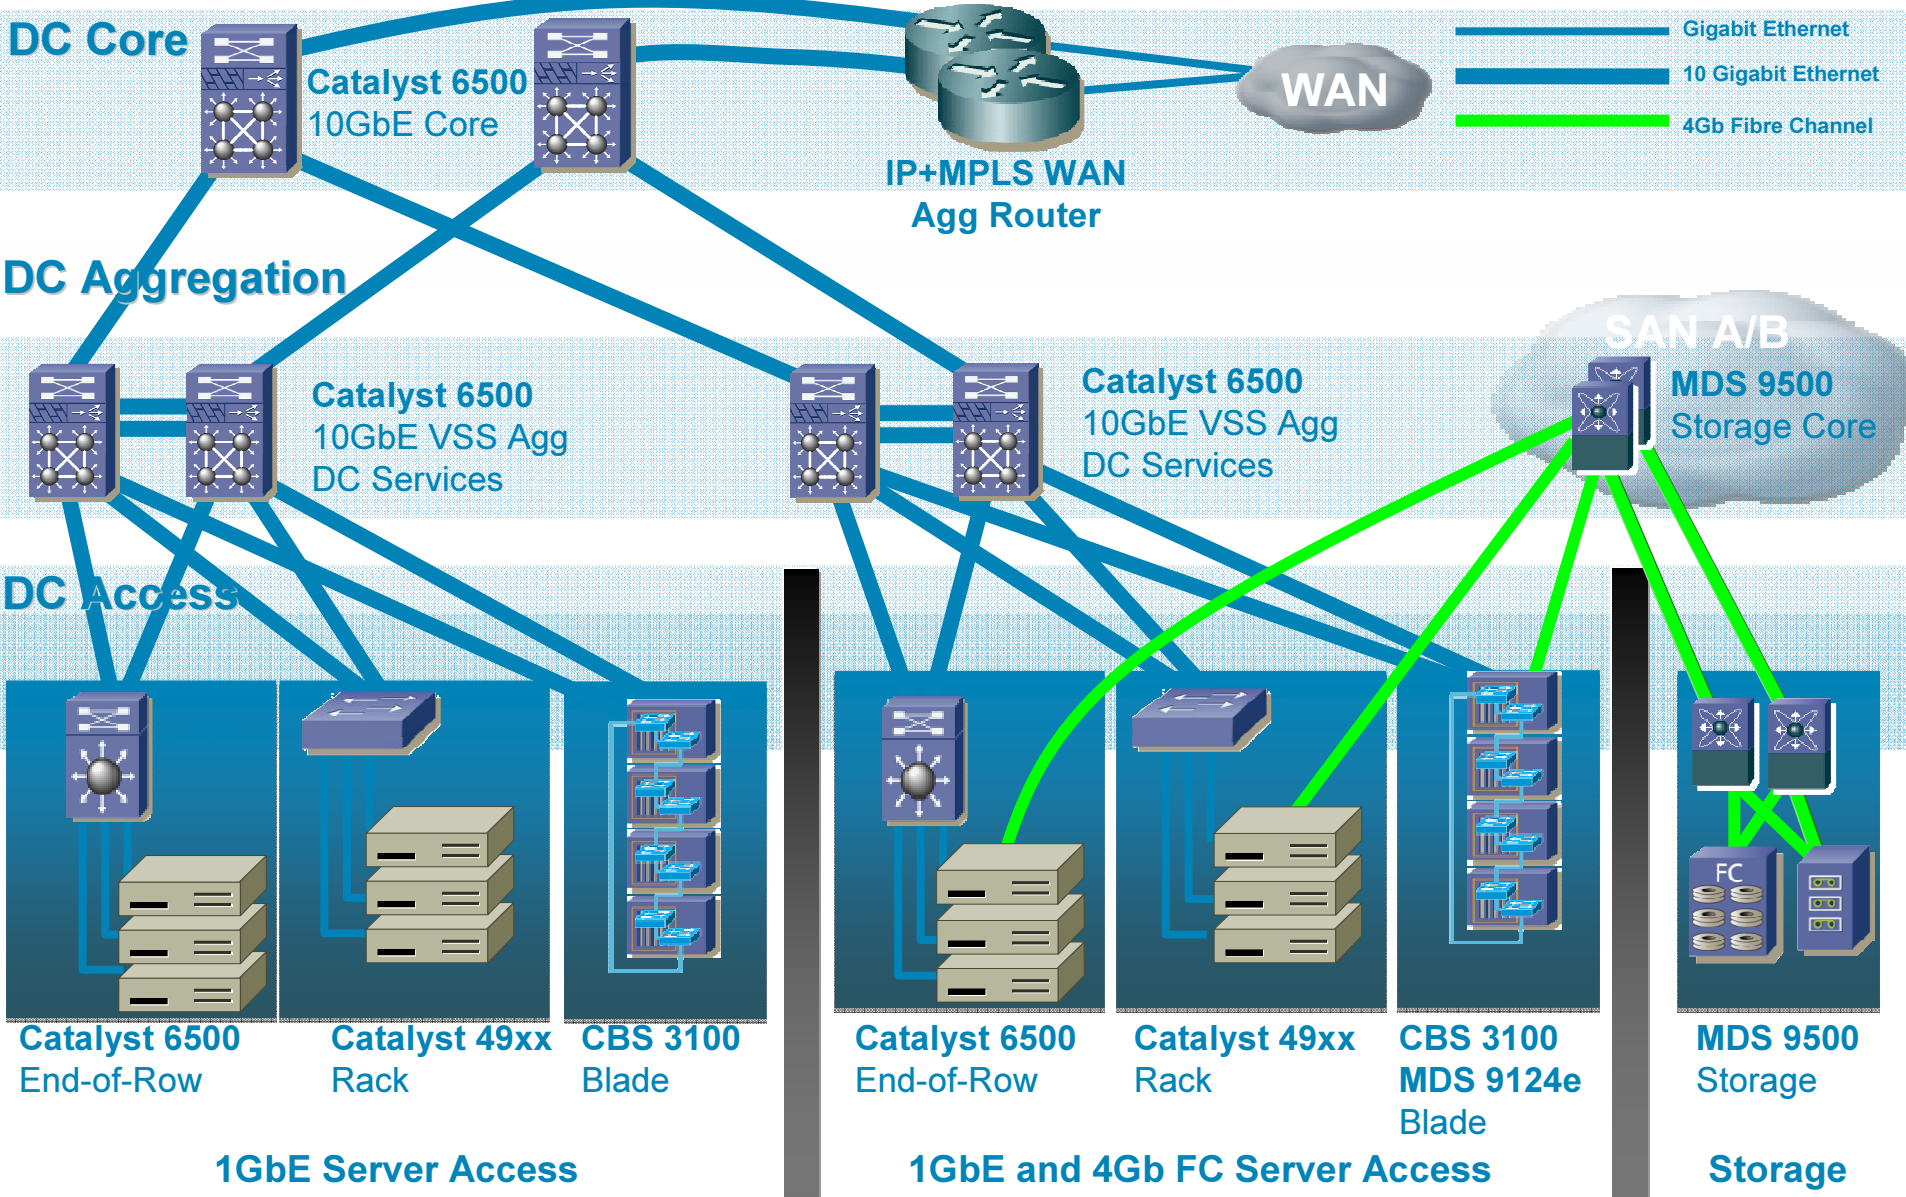 DC Core
Catalyst 6500
10GbE Core
IP+MPLS WAN
Agg Router
WAN
Gigabit Ethernet
10 Gigabit Ethernet
4Gb Fibre Channel
DC Aggregation
Catalyst 6500
10GbE VSS Agg
DC Services
Catalyst 6500
10GbE VSS Agg
DC Services
SAN A/B
MDS 9500
Storage Core
DC Access
FC
Catalyst 6500
End-of-Row
Catalyst 49xx
Rack
CBS 3100
Blade
Catalyst 6500
End-of-Row
Catalyst 49xx
Rack
CBS 3100
MDS 9124e
Blade
MDS 9500
Storage
1GbE Server Access
1GbE and 4Gb FC Server Access
Storage